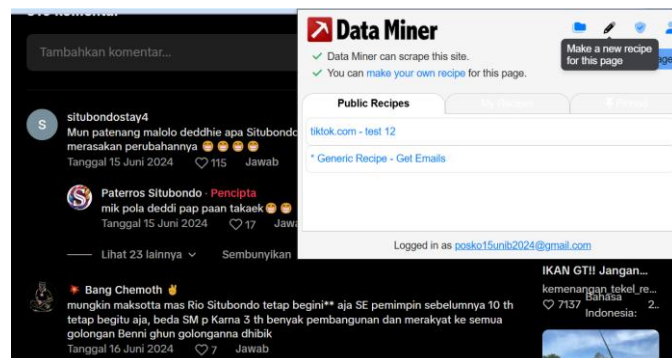 Tambahkan komentar...
situbondostay4
Mun patenang malolo deddhie apa Situbondo
merasakan perubahannya
Tanggal 15 Juni 2024 115 Jawab
Paterros Situbondo · Pencipta
mik pola deddi pap paan takaek
Tanggal 15 Juni 2024 17
Lihat 23 lainnya Sembunyikan
Bang Chemoth
mungkin maksotta mas Rio Situbondo tetap begini** aja SE pemimpin sebelumnya 10 th
tetap begitu aja, beda SM p Karna 3 th benyak pembangunan dan merakyat ke semua
golongan Benni ghun golonganna dhibik
Tanggal 16 Juni 2024 7 Jawab
Data Miner
Make a new recipe
for this page
Data Miner can scrape this site.
You can make your own recipe for this page.
Public Recipes
tiktok.com - test 12
* Generic Recipe - Get Emails
Logged in as posko15unib2024@gmail.com
IKAN GT!! Jangan...
kemenangan_tekel_re...
7137 Bahasa 2..
Indonesia: